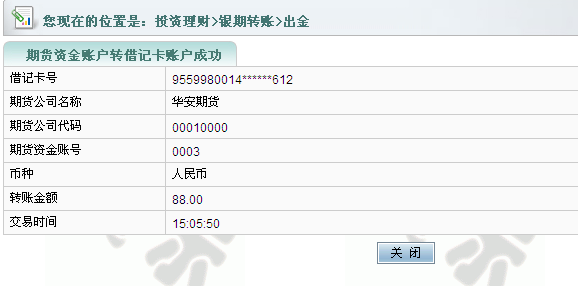 您现在的位置是：投资理财>银期转账>出金
期货资金账户转借记卡账户成功
借记卡号 9559980014******612
期货公司名称 华安期货
期货公司代码 00010000
期货资金账号 0003
币种 人民币
转账金额 88.00
交易时间 15:05:50
关 闭